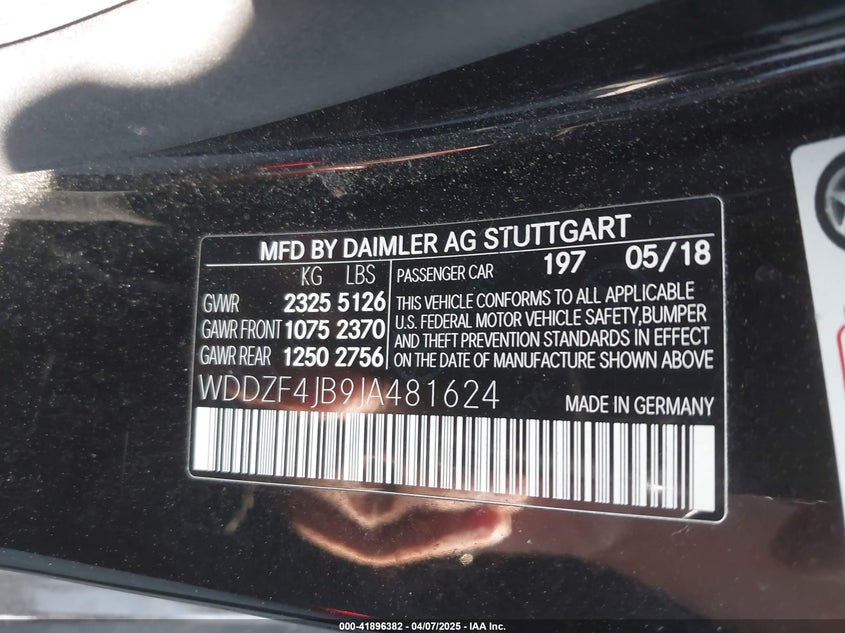 MFD BY DAIMLER AG STUTTGART
KG LBS PASSENGER CAR 197 05/18
GVWR 2325 5126
GAWR FRONT 1075 2370
GAWR REAR 1250 2756
THIS VEHICLE CONFORMS TO ALL APPLICABLE
U.S. FEDERAL MOTOR VEHICLE SAFETY,BUMPER
AND THEFT PREVENTION STANDARDS IN EFFECT
ON THE DATE OF MANUFACTURE SHOWN ABOVE
WDDZF4JB9JA481624 MADE IN GERMANY
000-41896382 - 04/07/2025 - IAA Inc.